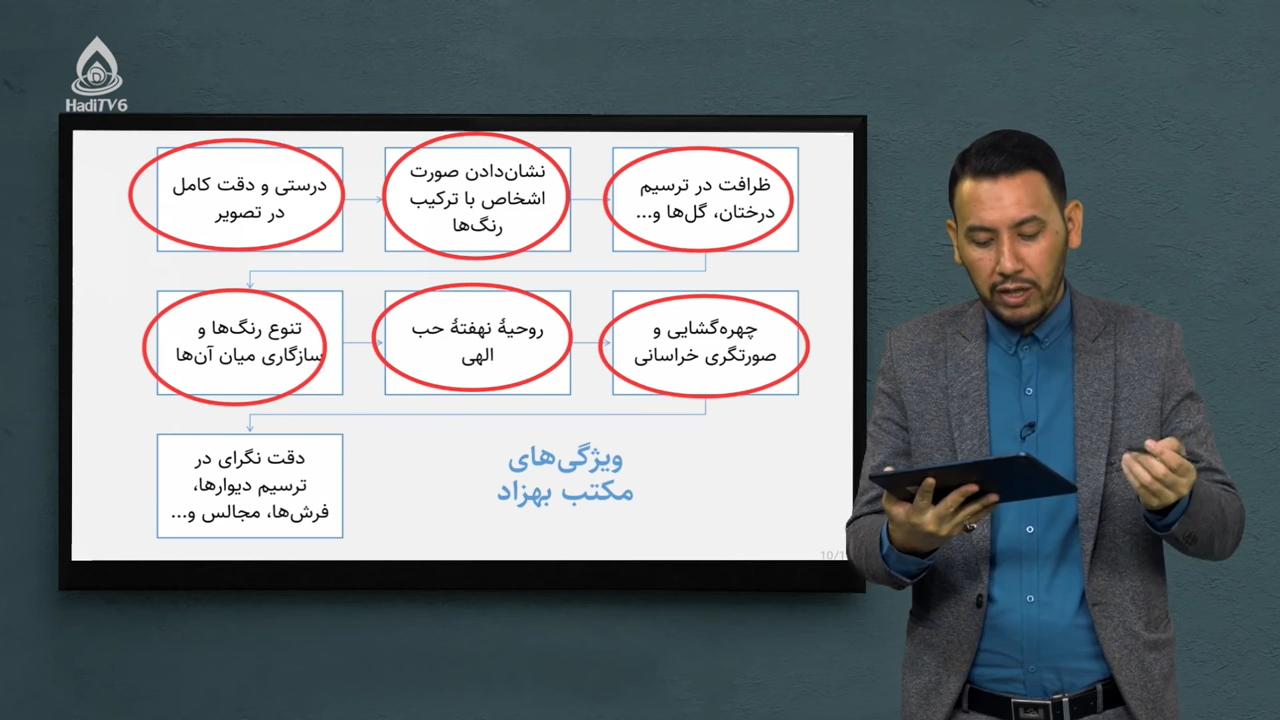 HadiTV6
درستی و دقت کامل
در تصویر
نشان‌دادن صورت
اشخاص با ترکیب
رنگ‌ها
ظرافت در ترسیم
درختان، گل‌ها و...
تنوع رنگ‌ها و
سازگاری میان آن‌ها
روحیۀ نهفتۀ حب
الهی
چهره‌گشایی و
صورتگری خراسانی
دقت نگرای در
ترسیم دیوارها،
فرش‌ها، مجالس و...
ویژگی‌های
مکتب بهزاد